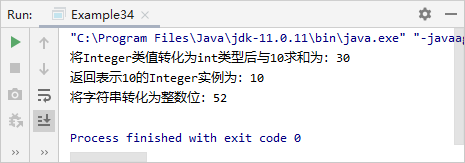 Run: Example34
"C:\Program Files\Java\jdk-11.0.11\bin\java.exe" "-javaage
将Integer类值转化为int类型后与10求和为: 30
返回表示10的Integer实例为: 10
将字符串转化为整数位: 52
Process finished with exit code 0